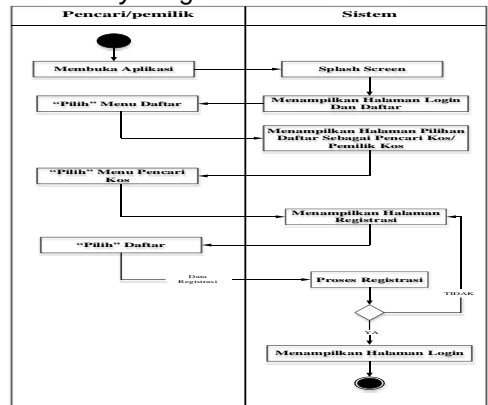 Pencari/pemilik
Sistem
Membuka Aplikasi
Splash Screen
Menampilkan Halaman Login
Dan Daftar
“Pilih” Menu Daftar
Menampilkan Halaman Pilihan
Daftar Sebagai Pencari Kos/
Pemilik Kos
“Pilih” Menu Pencari
Kos
Menampilkan Halaman
Registrasi
“Pilih” Daftar
Data
Registrasi
Proses Registrasi
TIDAK
YA
Menampilkan Halaman Login